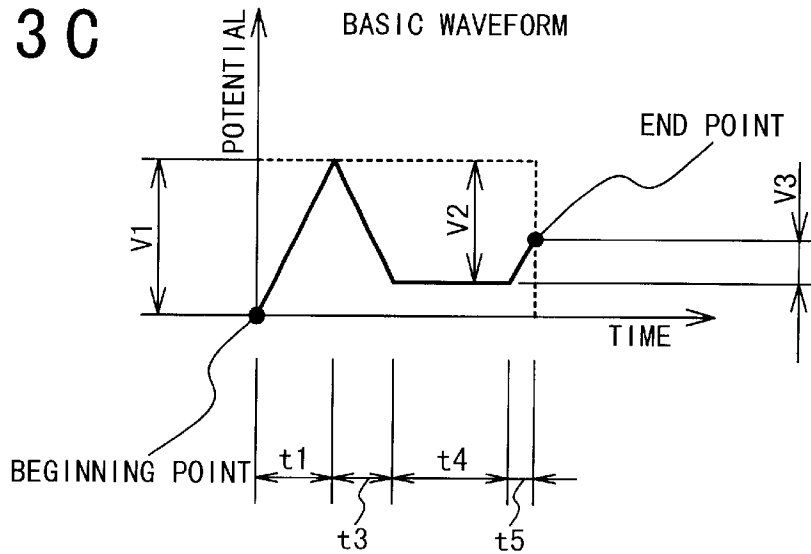 3C
BASIC WAVEFORM
POTENTIAL
END POINT
V1
V2
V3
TIME
BEGINNING POINT
t1
t3
t4
t5